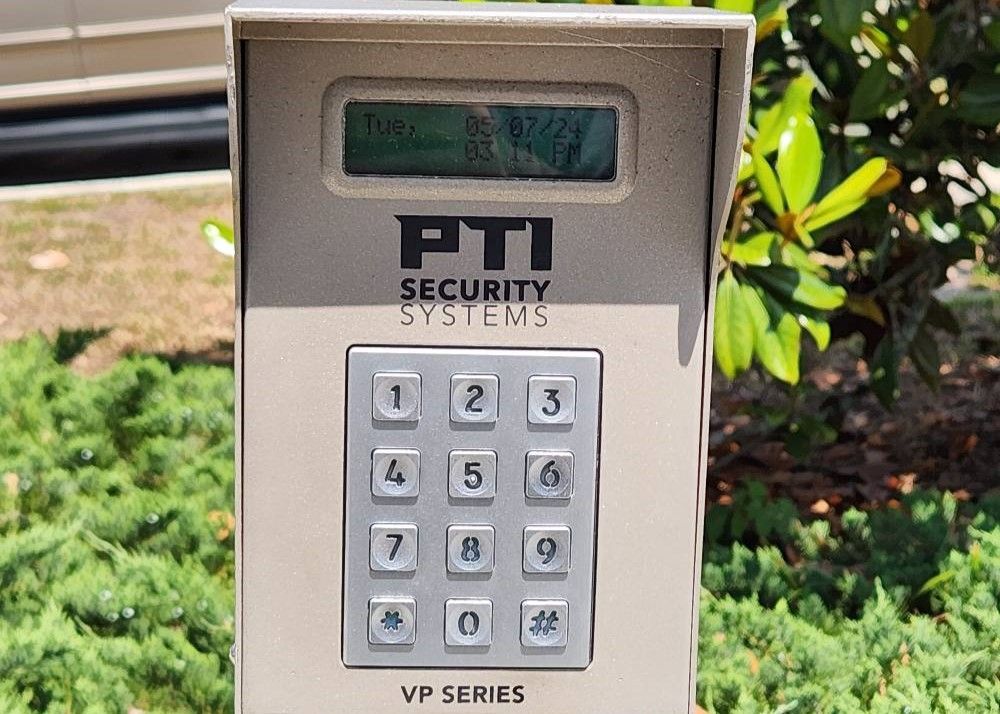 Tue, 05/07/24
03 11 PM
PTI
SECURITY
SYSTEMS
1 2 3
4 5 6
7 8 9
* 0 #
VP SERIES